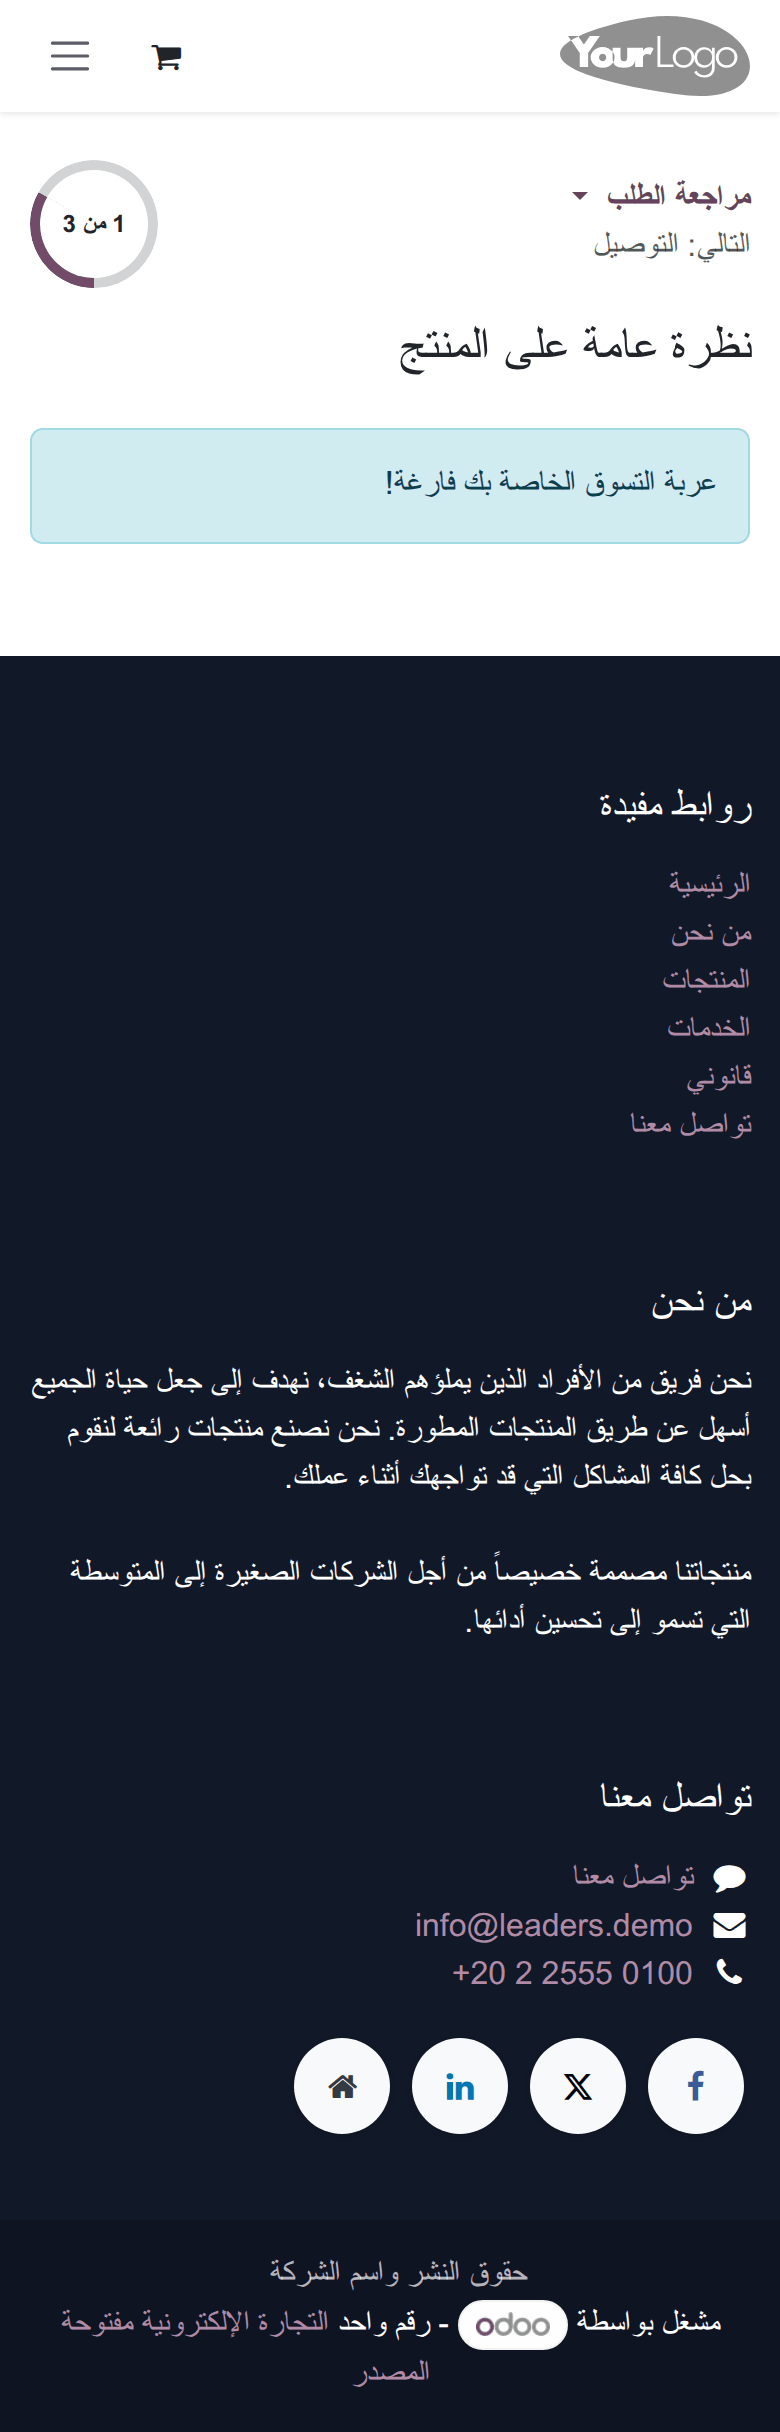 YourLogo
مراجعة الطلب
التالي: التوصيل
1 من 3
نظرة عامة على المنتج
عربة التسوق الخاصة بك فارغة!
روابط مفيدة
الرئيسية
من نحن
المنتجات
الخدمات
قانوني
تواصل معنا
من نحن
نحن فريق من الأفراد الذين يملؤهم الشغف، نهدف إلى جعل حياة الجميع
أسهل عن طريق المنتجات المطورة. نحن نصنع منتجات رائعة لنقوم
بحل كافة المشاكل التي قد تواجهك أثناء عملك.
منتجاتنا مصممة خصيصاً من أجل الشركات الصغيرة إلى المتوسطة
التي تسمو إلى تحسين أدائها.
تواصل معنا
تواصل معنا
info@leaders.demo
+20 2 2555 0100
حقوق النشر واسم الشركة
مشغل بواسطة odoo - رقم واحد التجارة الإلكترونية مفتوحة
المصدر